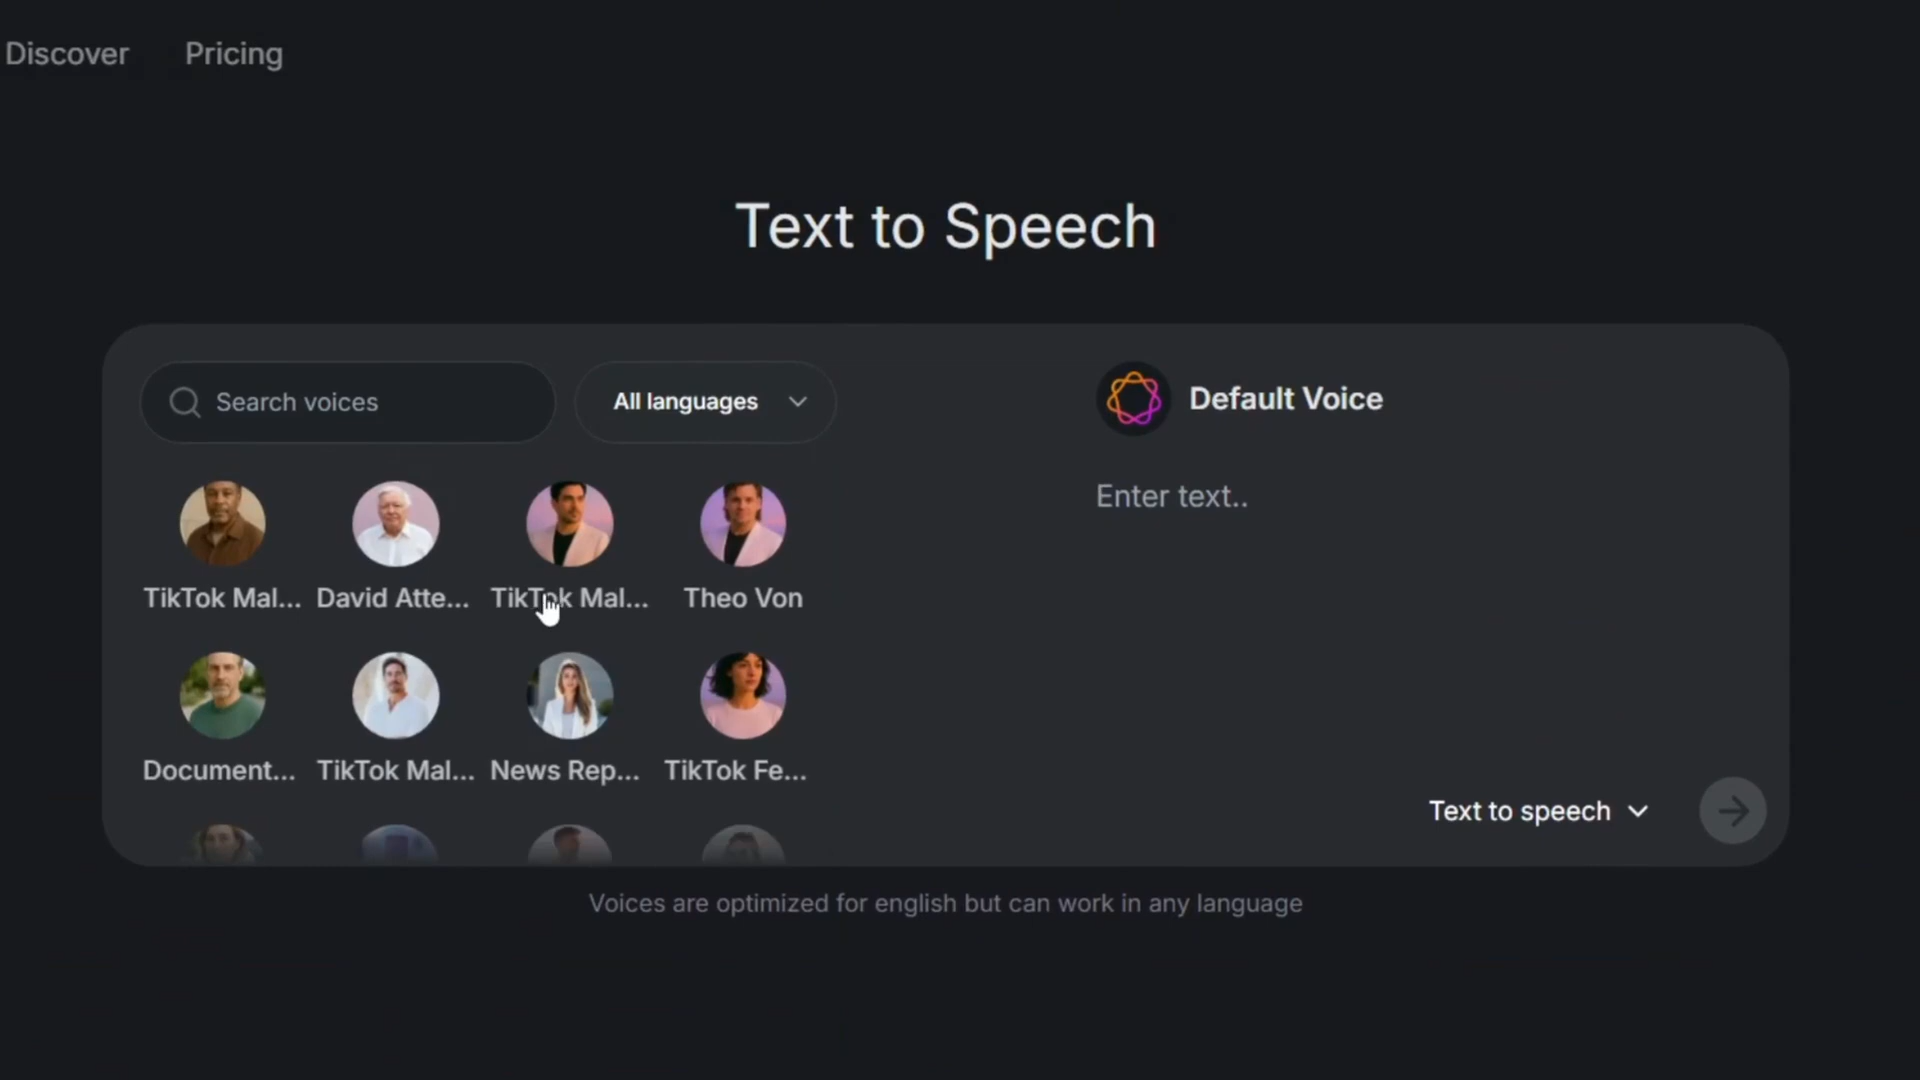 Discover Pricing
Text to Speech
Search voices
All languages
Default Voice
Enter text..
TikTok Mal... David Atte... TikTok Mal... Theo Von
Document... TikTok Mal... News Rep... TikTok Fe...
Text to speech
Voices are optimized for english but can work in any language